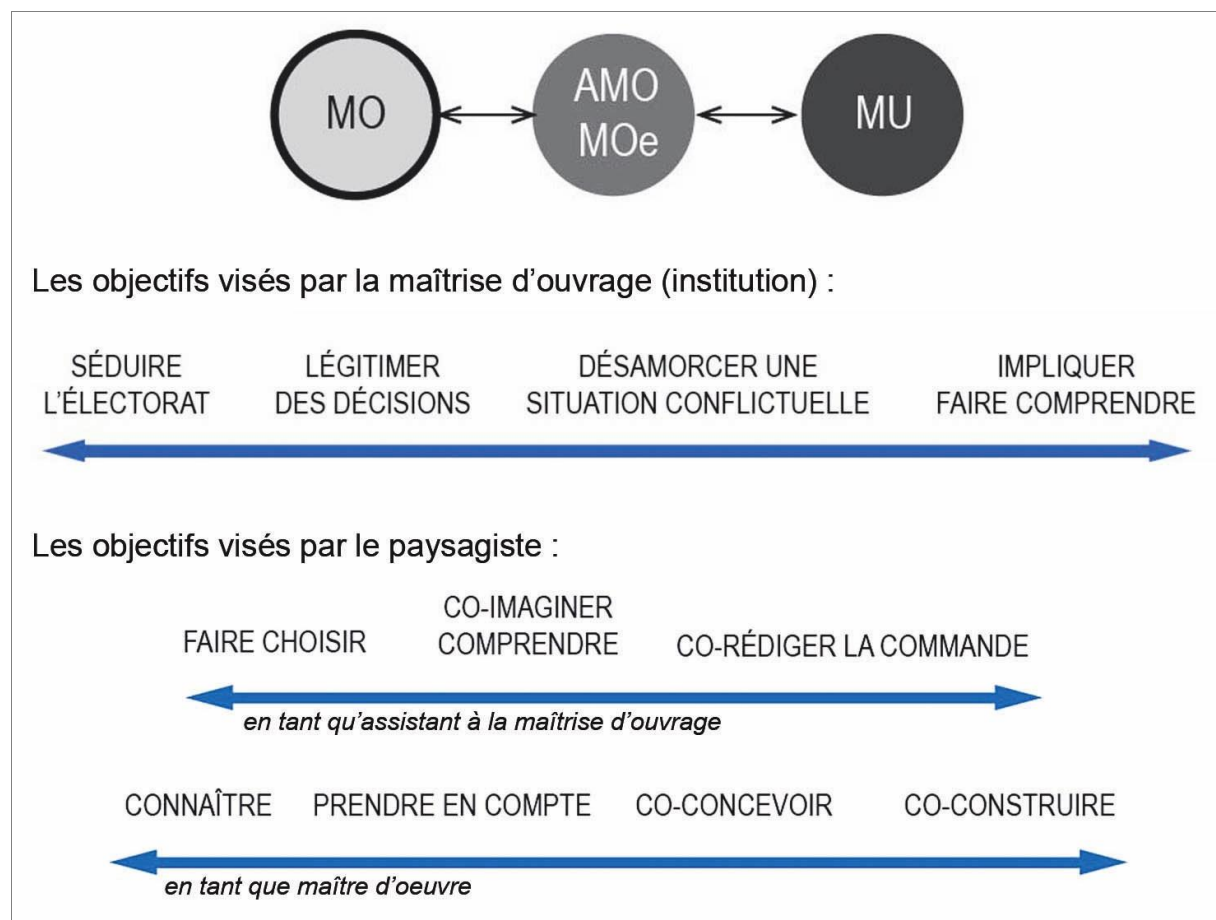 MO
AMO
MOe
MU
Les objectifs visés par la maîtrise d'ouvrage (institution) :
SÉDUIRE
L'ÉLECTORAT
LÉGITIMER
DES DÉCISIONS
DÉSAMORCER UNE
SITUATION CONFLICTUELLE
IMPLIQUER
FAIRE COMPRENDRE
Les objectifs visés par le paysagiste :
FAIRE CHOISIR
CO-IMAGINER
COMPRENDRE
CO-RÉDIGER LA COMMANDE
en tant qu'assistant à la maîtrise d'ouvrage
CONNAÎTRE
PRENDRE EN COMPTE
CO-CONCEVOIR
CO-CONSTRUIRE
en tant que maître d'oeuvre